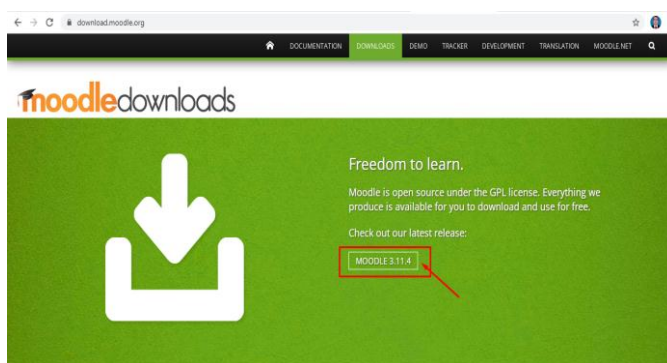 download.moodle.org
DOCUMENTATION DOWNLOADS DEMO TRACKER DEVELOPMENT TRANSLATION MOODLE.NET
moodledownloads
Freedom to learn.
Moodle is open source under the GPL license. Everything we
produce is available for you to download and use for free.
Check out our latest release:
MOODLE 3.11.4